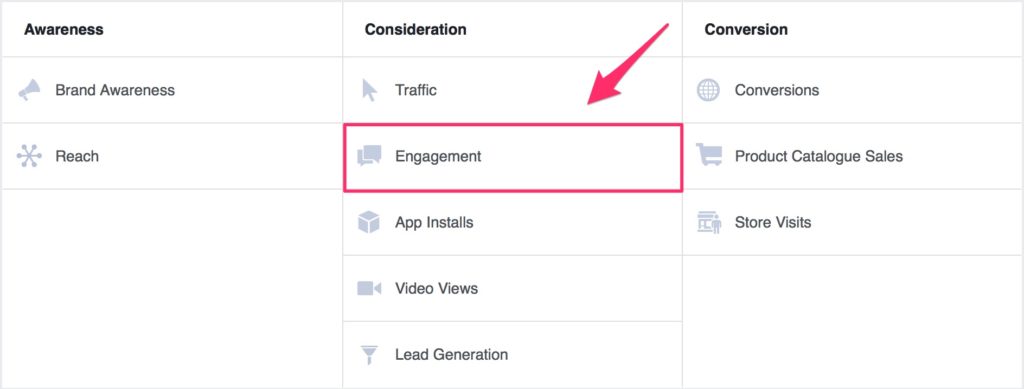 Awareness
Consideration
Conversion
Brand Awareness
Traffic
Conversions
Reach
Engagement
Product Catalogue Sales
App Installs
Store Visits
Video Views
Lead Generation